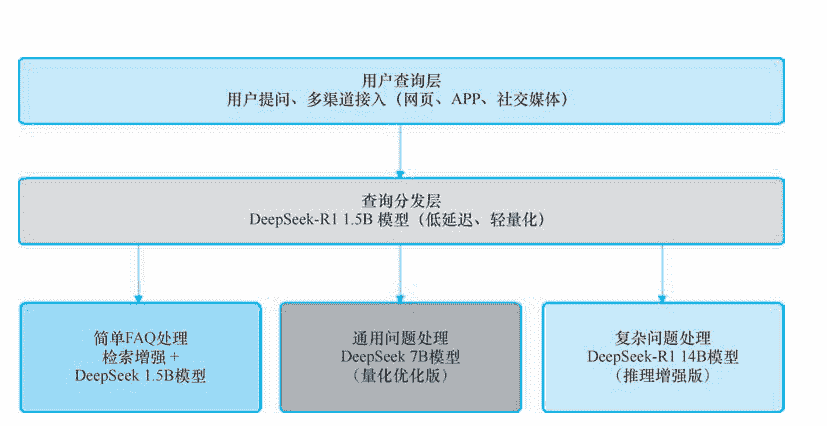 用户查询层
用户提问、多渠道接入（网页、APP、社交媒体）
查询分发层
DeepSeek-R1 1.5B 模型（低延迟、轻量化）
简单FAQ处理
检索增强 +
DeepSeek 1.5B模型
通用问题处理
DeepSeek 7B模型
（量化优化版）
复杂问题处理
DeepSeek-R1 14B模型
（推理增强版）